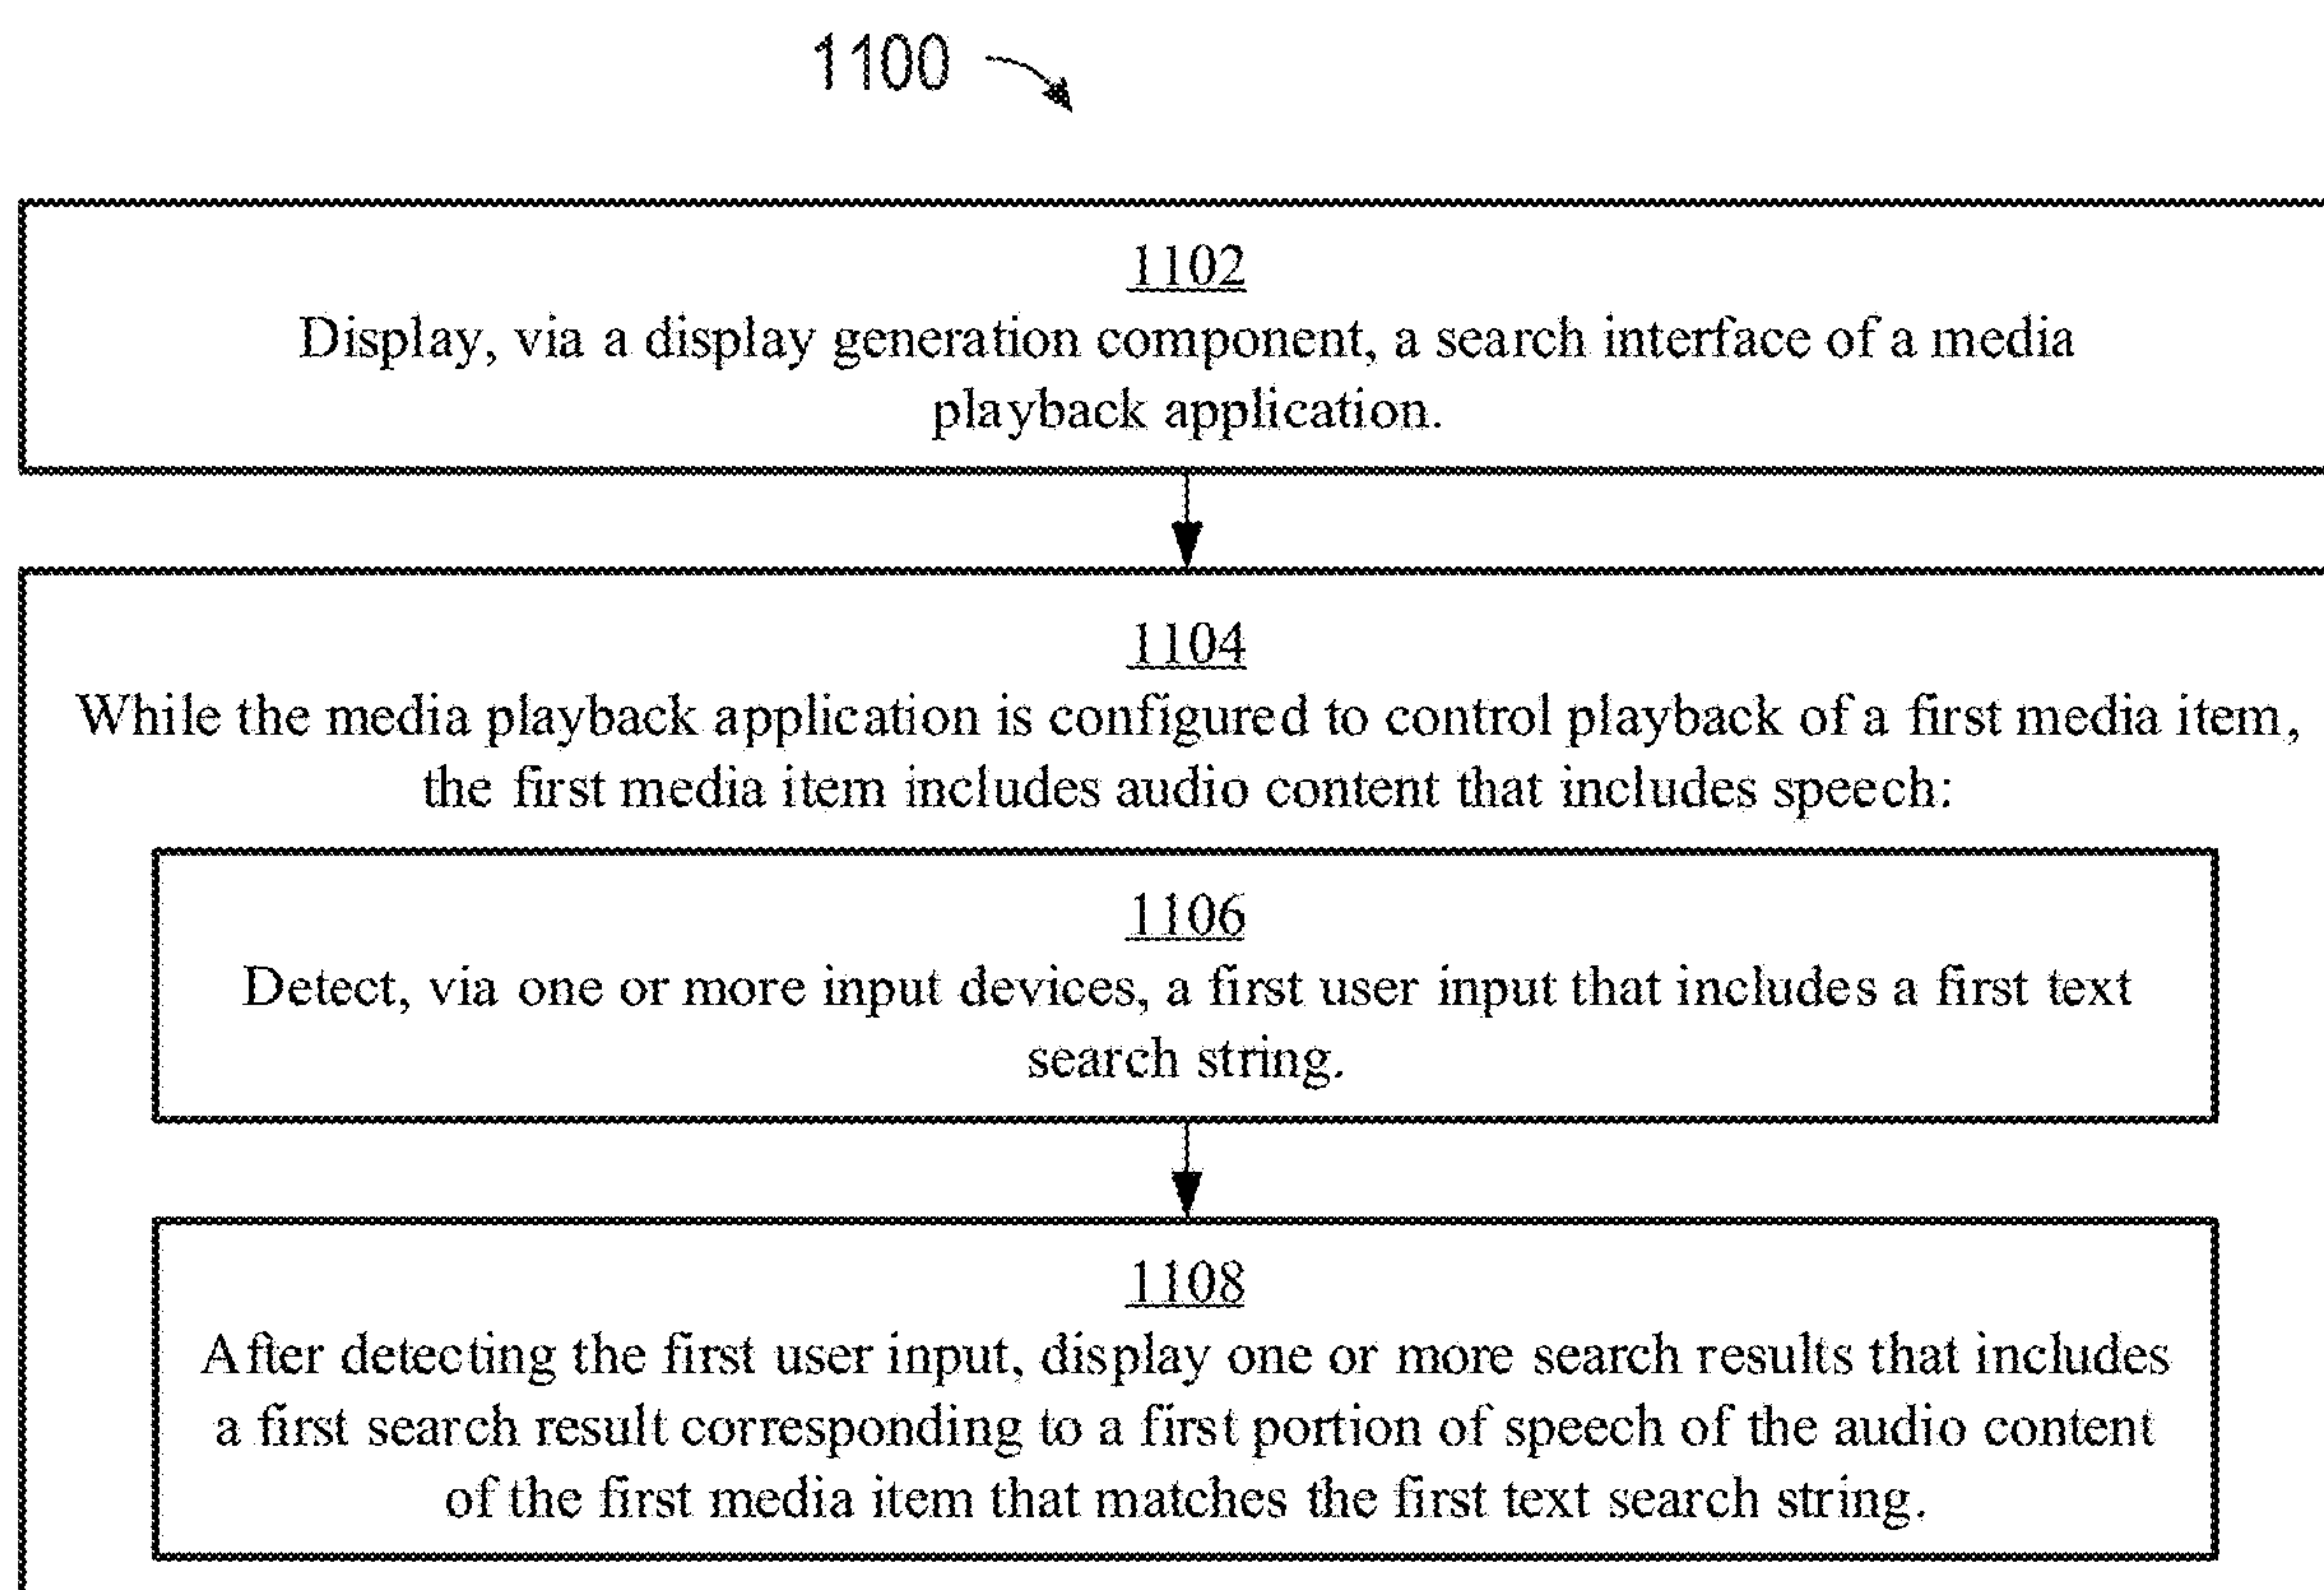 1100
1102
Display, via a display generation component, a search interface of a media
playback application.
1104
While the media playback application is configured to control playback of a first media item,
the first media item includes audio content that includes speech:
1106
Detect, via one or more input devices, a first user input that includes a first text
search string.
1108
After detecting the first user input, display one or more search results that includes
a first search result corresponding to a first portion of speech of the audio content
of the first media item that matches the first text search string.